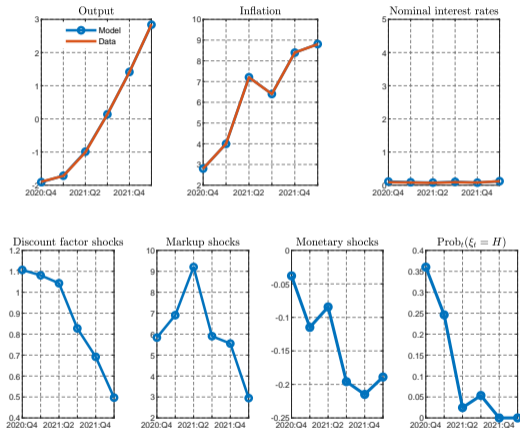 Output
Inflation
Nominal interest rates
3
2
1
0
-1
-2
Model
Data
2020:Q4
2021:Q2
2021:Q4
10
9
8
7
6
5
4
3
2
2020:Q4
2021:Q2
2021:Q4
5
4
3
2
1
0
2020:Q4
2021:Q2
2021:Q4
Discount factor shocks
Markup shocks
Monetary shocks
Probₜ(ξₜ = H)
1.2
1.1
1
0.9
0.8
0.7
0.6
0.5
0.4
2020:Q4
2021:Q2
2021:Q4
10
9
8
7
6
5
4
3
2
2020:Q4
2021:Q2
2021:Q4
0
-0.05
-0.1
-0.15
-0.2
-0.25
2020:Q4
2021:Q2
2021:Q4
0.4
0.35
0.3
0.25
0.2
0.15
0.1
0.05
0
2020:Q4
2021:Q2
2021:Q4